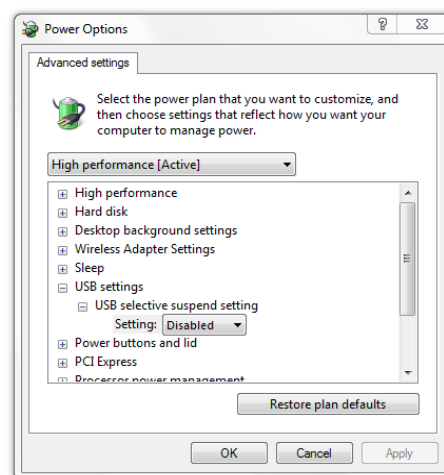 Power Options
Advanced settings
Select the power plan that you want to customize, and
then choose settings that reflect how you want your
computer to manage power.
High performance [Active]
High performance
Hard disk
Desktop background settings
Wireless Adapter Settings
Sleep
USB settings
USB selective suspend setting
Setting: Disabled
Power buttons and lid
PCI Express
Processor power management
Restore plan defaults
OK Cancel Apply